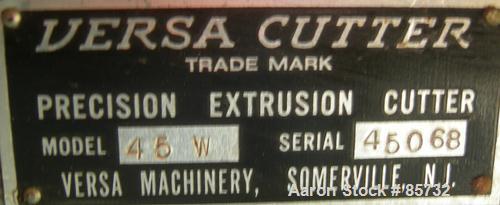 VERSA CUTTER
TRADE MARK
PRECISION EXTRUSION CUTTER
MODEL 45 W SERIAL 45068
VERSA MACHINERY, SOMERVILLE, N.J.
Aaron Stock # 85732